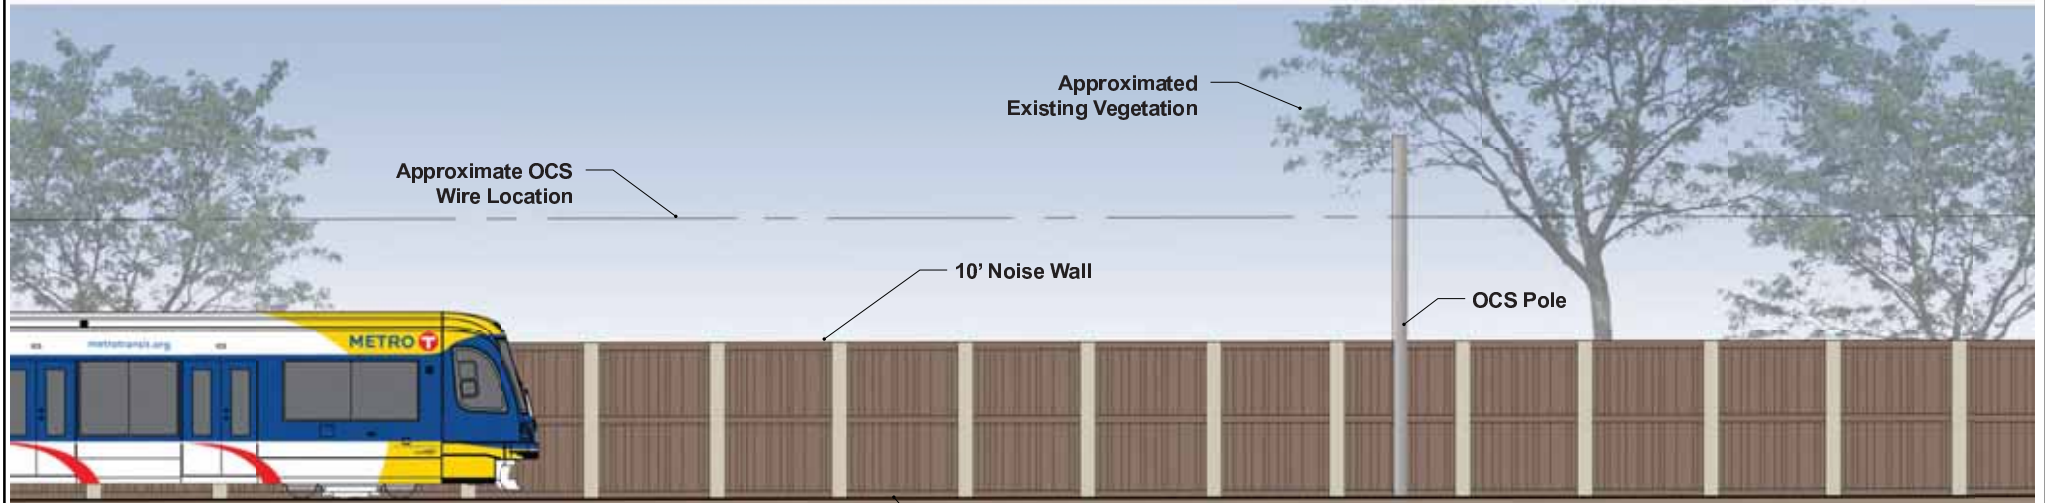 Approximated
Existing Vegetation
Approximate OCS
Wire Location
10’ Noise Wall
OCS Pole
METRO T
metrotransit.org